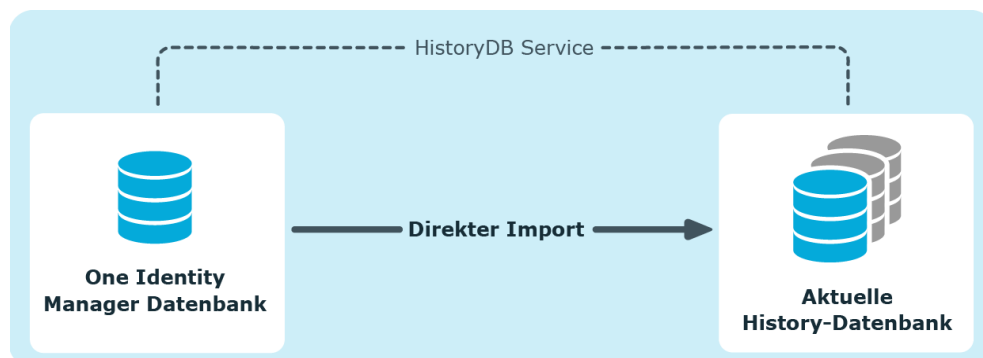 HistoryDB Service
Direkter Import
One Identity
Manager Datenbank
Aktuelle
History-Datenbank